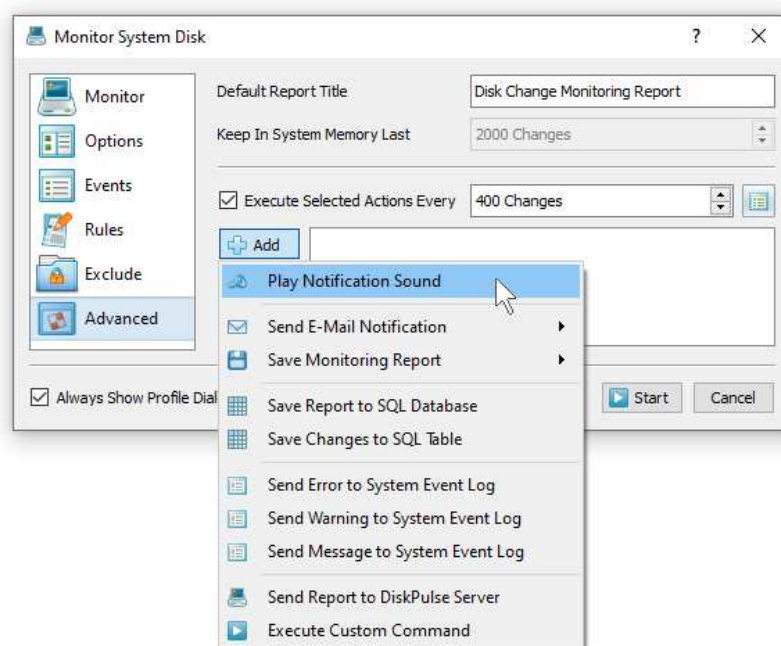 Monitor System Disk ?
Monitor
Options
Events
Rules
Exclude
Advanced
Default Report Title Disk Change Monitoring Report
Keep In System Memory Last 2000 Changes
Execute Selected Actions Every 400 Changes
Add
Play Notification Sound
Send E-Mail Notification
Save Monitoring Report
Save Report to SQL Database
Save Changes to SQL Table
Send Error to System Event Log
Send Warning to System Event Log
Send Message to System Event Log
Send Report to DiskPulse Server
Execute Custom Command
Always Show Profile Dial
Start Cancel